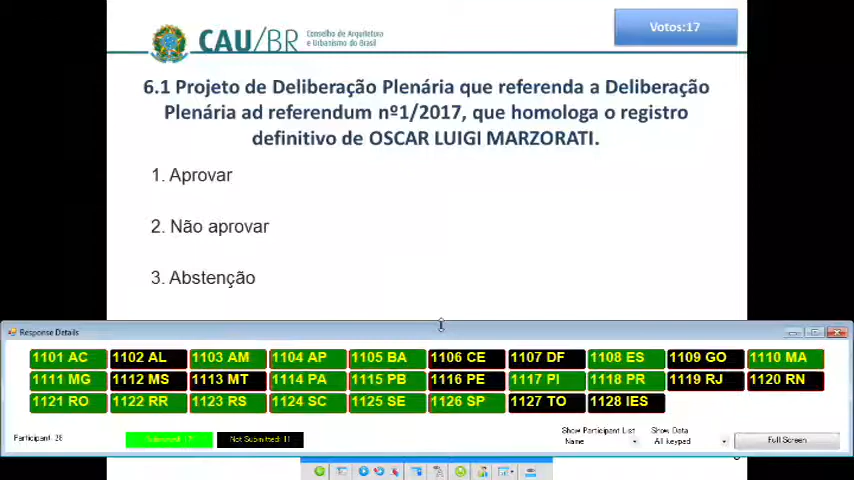 CAU/BR
Conselho de Arquitetura
e Urbanismo do Brasil
Votos:17
6.1 Projeto de Deliberação Plenária que referenda a Deliberação
Plenária ad referendum nº1/2017, que homologa o registro
definitivo de OSCAR LUIGI MARZORATI.
1. Aprovar
2. Não aprovar
3. Abstenção
Response Details
1101 AC 1102 AL 1103 AM 1104 AP 1105 BA 1106 CE 1107 DF 1108 ES 1109 GO 1110 MA
1111 MG 1112 MS 1113 MT 1114 PA 1115 PB 1116 PE 1117 PI 1118 PR 1119 RJ 1120 RN
1121 RO 1122 RR 1123 RS 1124 SC 1125 SE 1126 SP 1127 TO 1128 IES
Participant: 28
Not Submitted: 11
Show Participant List
Name
Show Data
All keypad
Full Screen